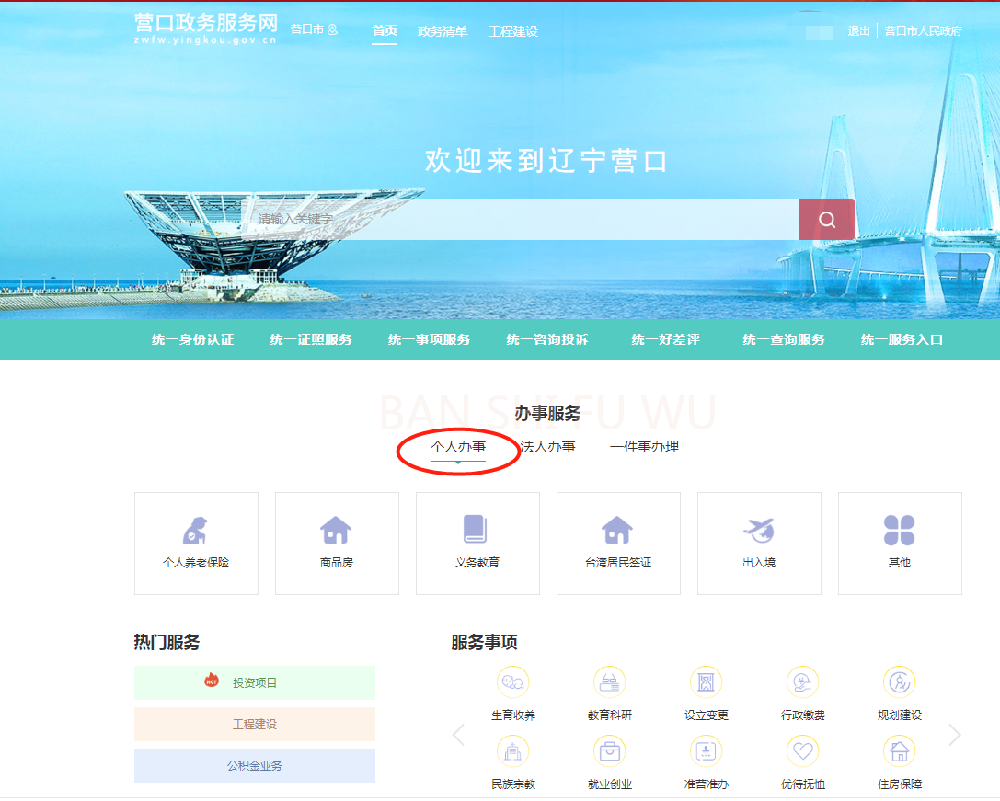 营口政务服务网
zwfw.yingkou.gov.cn
营口市
首页 政务清单 工程建设
退出 营口市人民政府
欢迎来到辽宁营口
请输入关键字
统一身份认证 统一证照服务 统一事项服务 统一咨询投诉 统一好差评 统一查询服务 统一服务入口
BAN SHI FU WU
办事服务
个人办事 法人办事 一件事办理
个人养老保险 商品房 义务教育 台湾居民签证 出入境 其他
热门服务
HOT 投资项目
工程建设
公积金业务
服务事项
生育收养 教育科研 设立变更 行政缴费 规划建设
民族宗教 就业创业 准营准办 优待抚恤 住房保障